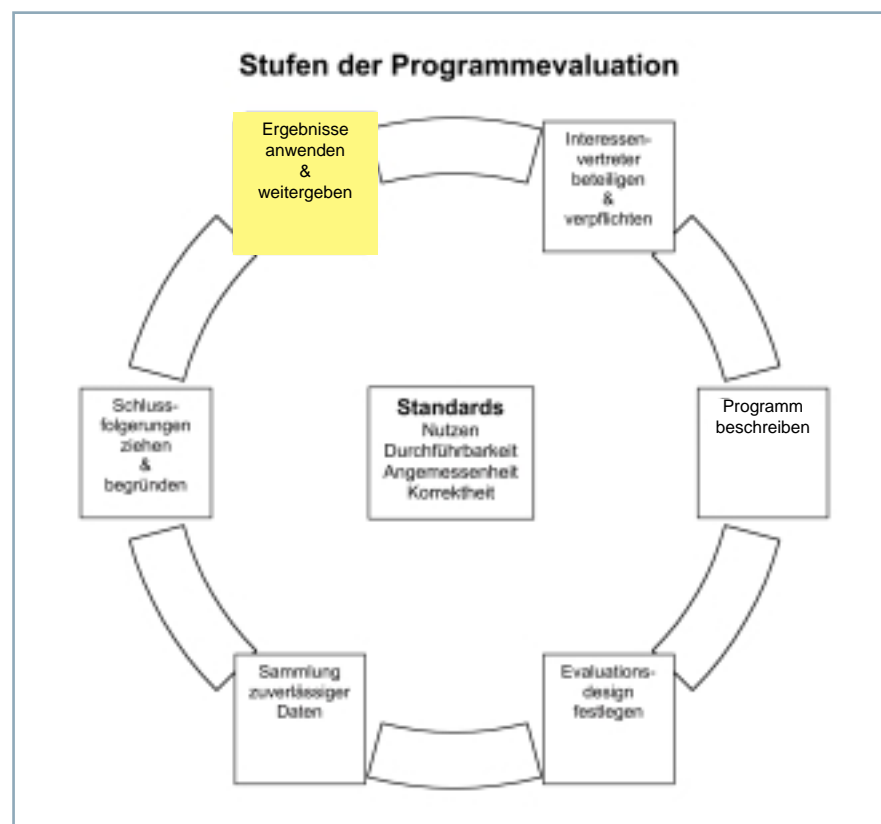 Stufen der Programmevaluation
Ergebnisse
anwenden
&
weitergeben
Interessen-
vertreter
beteiligen
&
verpflichten
Programm
beschreiben
Evaluations-
design
festlegen
Sammlung
zuverlässiger
Daten
Schluss-
folgerungen
ziehen
&
begründen
Standards
Nutzen
Durchführbarkeit
Angemessenheit
Korrektheit